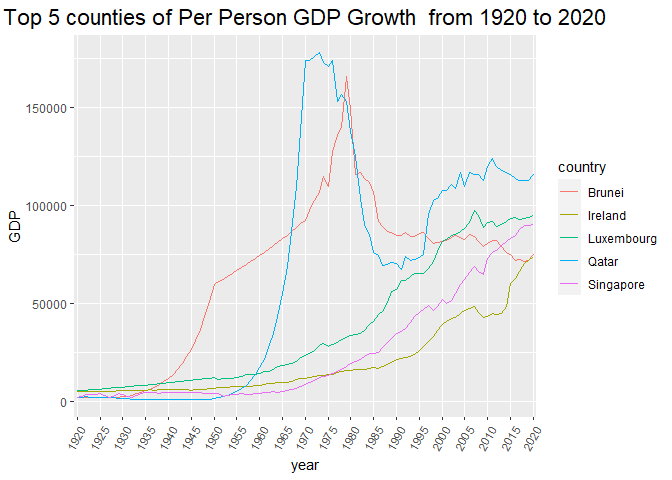 Top 5 counties of Per Person GDP Growth  from 1920 to 2020
GDP
150000
100000
50000
0
1920 1925 1930 1935 1940 1945 1950 1955 1960 1965 1970 1975 1980 1985 1990 1995 2000 2005 2010 2015 2020
year
country
Brunei
Ireland
Luxembourg
Qatar
Singapore